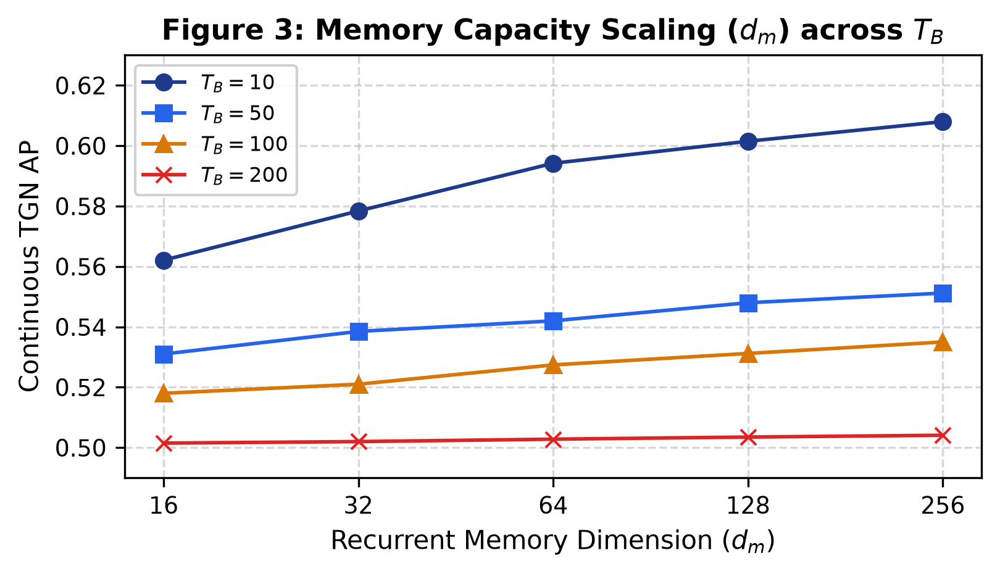 Figure 3: Memory Capacity Scaling (d_m) across T_B
T_B = 10
T_B = 50
T_B = 100
T_B = 200
Continuous TGN AP
0.62
0.60
0.58
0.56
0.54
0.52
0.50
16 32 64 128 256
Recurrent Memory Dimension (d_m)